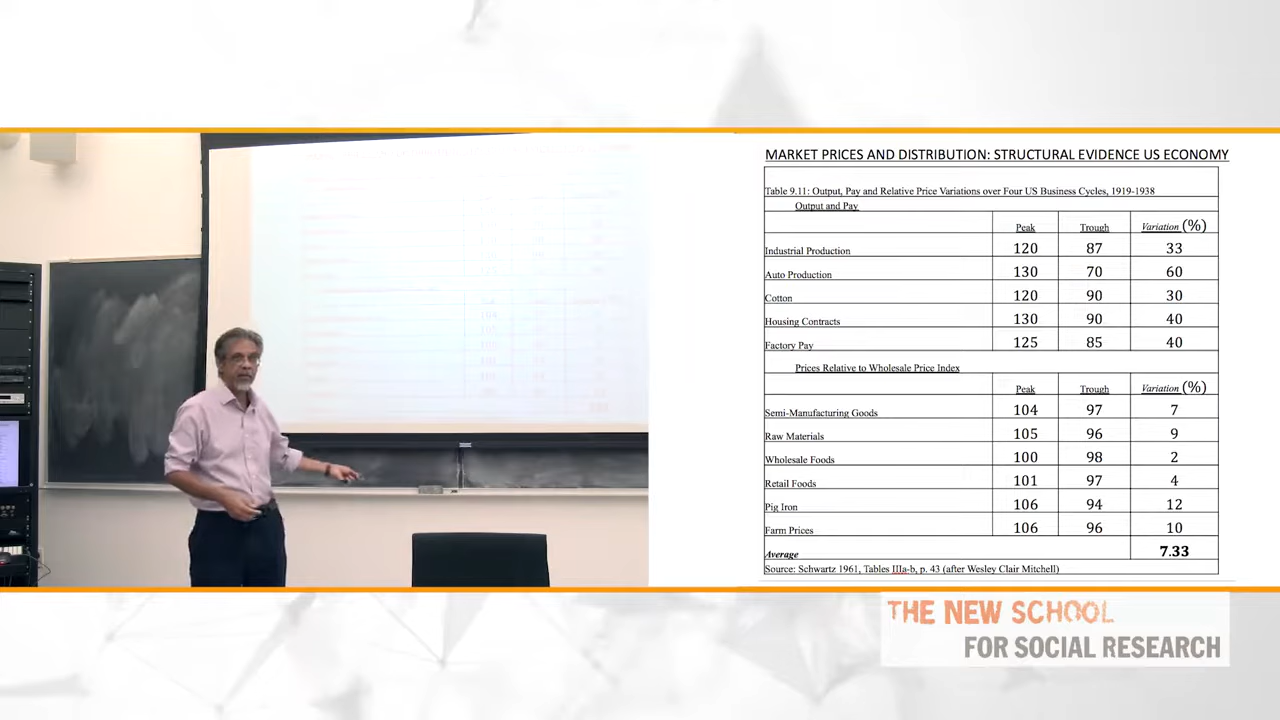 MARKET PRICES AND DISTRIBUTION: STRUCTURAL EVIDENCE US ECONOMY
Table 9.11: Output, Pay and Relative Price Variations over Four US Business Cycles, 1919-1938
Output and Pay
Peak Trough Variation (%)
Industrial Production 120 87 33
Auto Production 130 70 60
Cotton 120 90 30
Housing Contracts 130 90 40
Factory Pay 125 85 40
Prices Relative to Wholesale Price Index
Peak Trough Variation (%)
Semi-Manufacturing Goods 104 97 7
Raw Materials 105 96 9
Wholesale Foods 100 98 2
Retail Foods 101 97 4
Pig Iron 106 94 12
Farm Prices 106 96 10
Average 7.33
Source: Schwartz 1961, Tables IIIa-b, p. 43 (after Wesley Clair Mitchell)
THE NEW SCHOOL
FOR SOCIAL RESEARCH